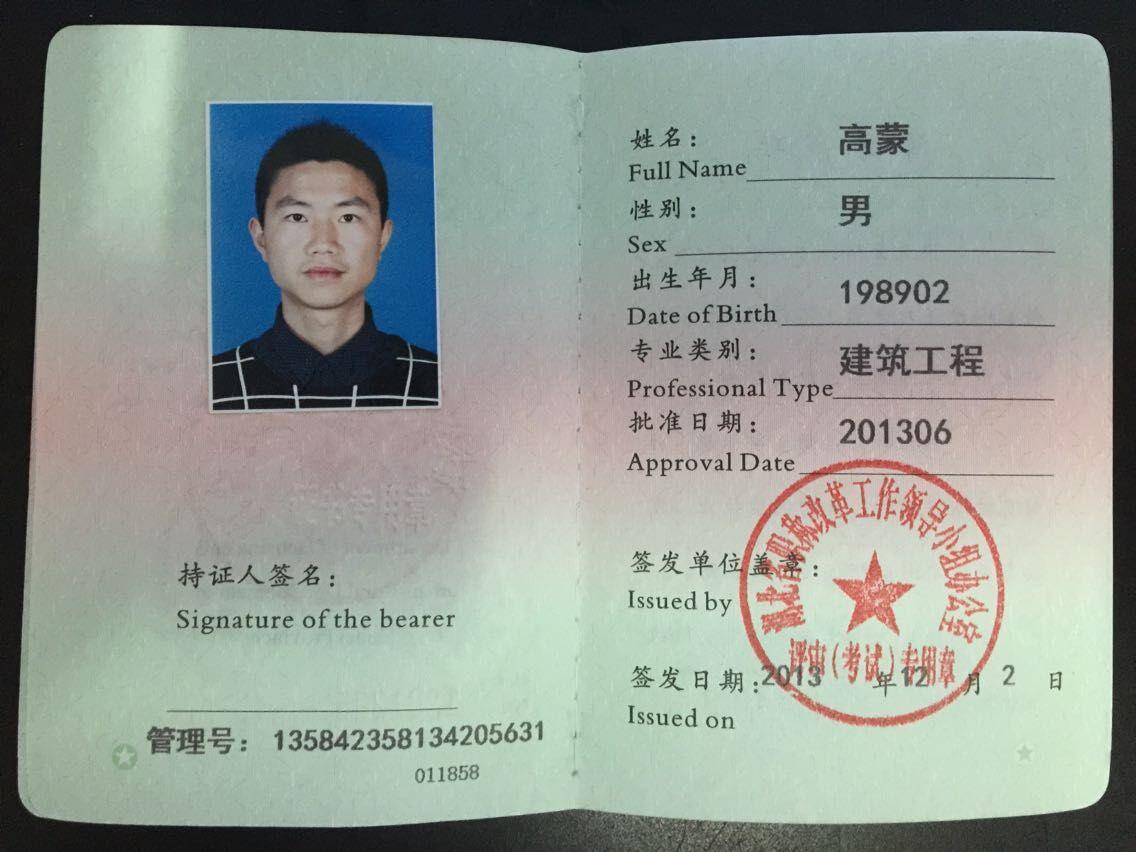 持证人签名：
Signature of the bearer
管理号： 135842358134205631
011858
姓名： 高蒙
Full Name
性别： 男
Sex
出生年月： 198902
Date of Birth
专业类别： 建筑工程
Professional Type
批准日期： 201306
Approval Date
签发单位盖章：
Issued by
湖北省职称改革工作领导小组办公室
评审(考试)专用章
签发日期： 2013 年 12 月 2 日
Issued on